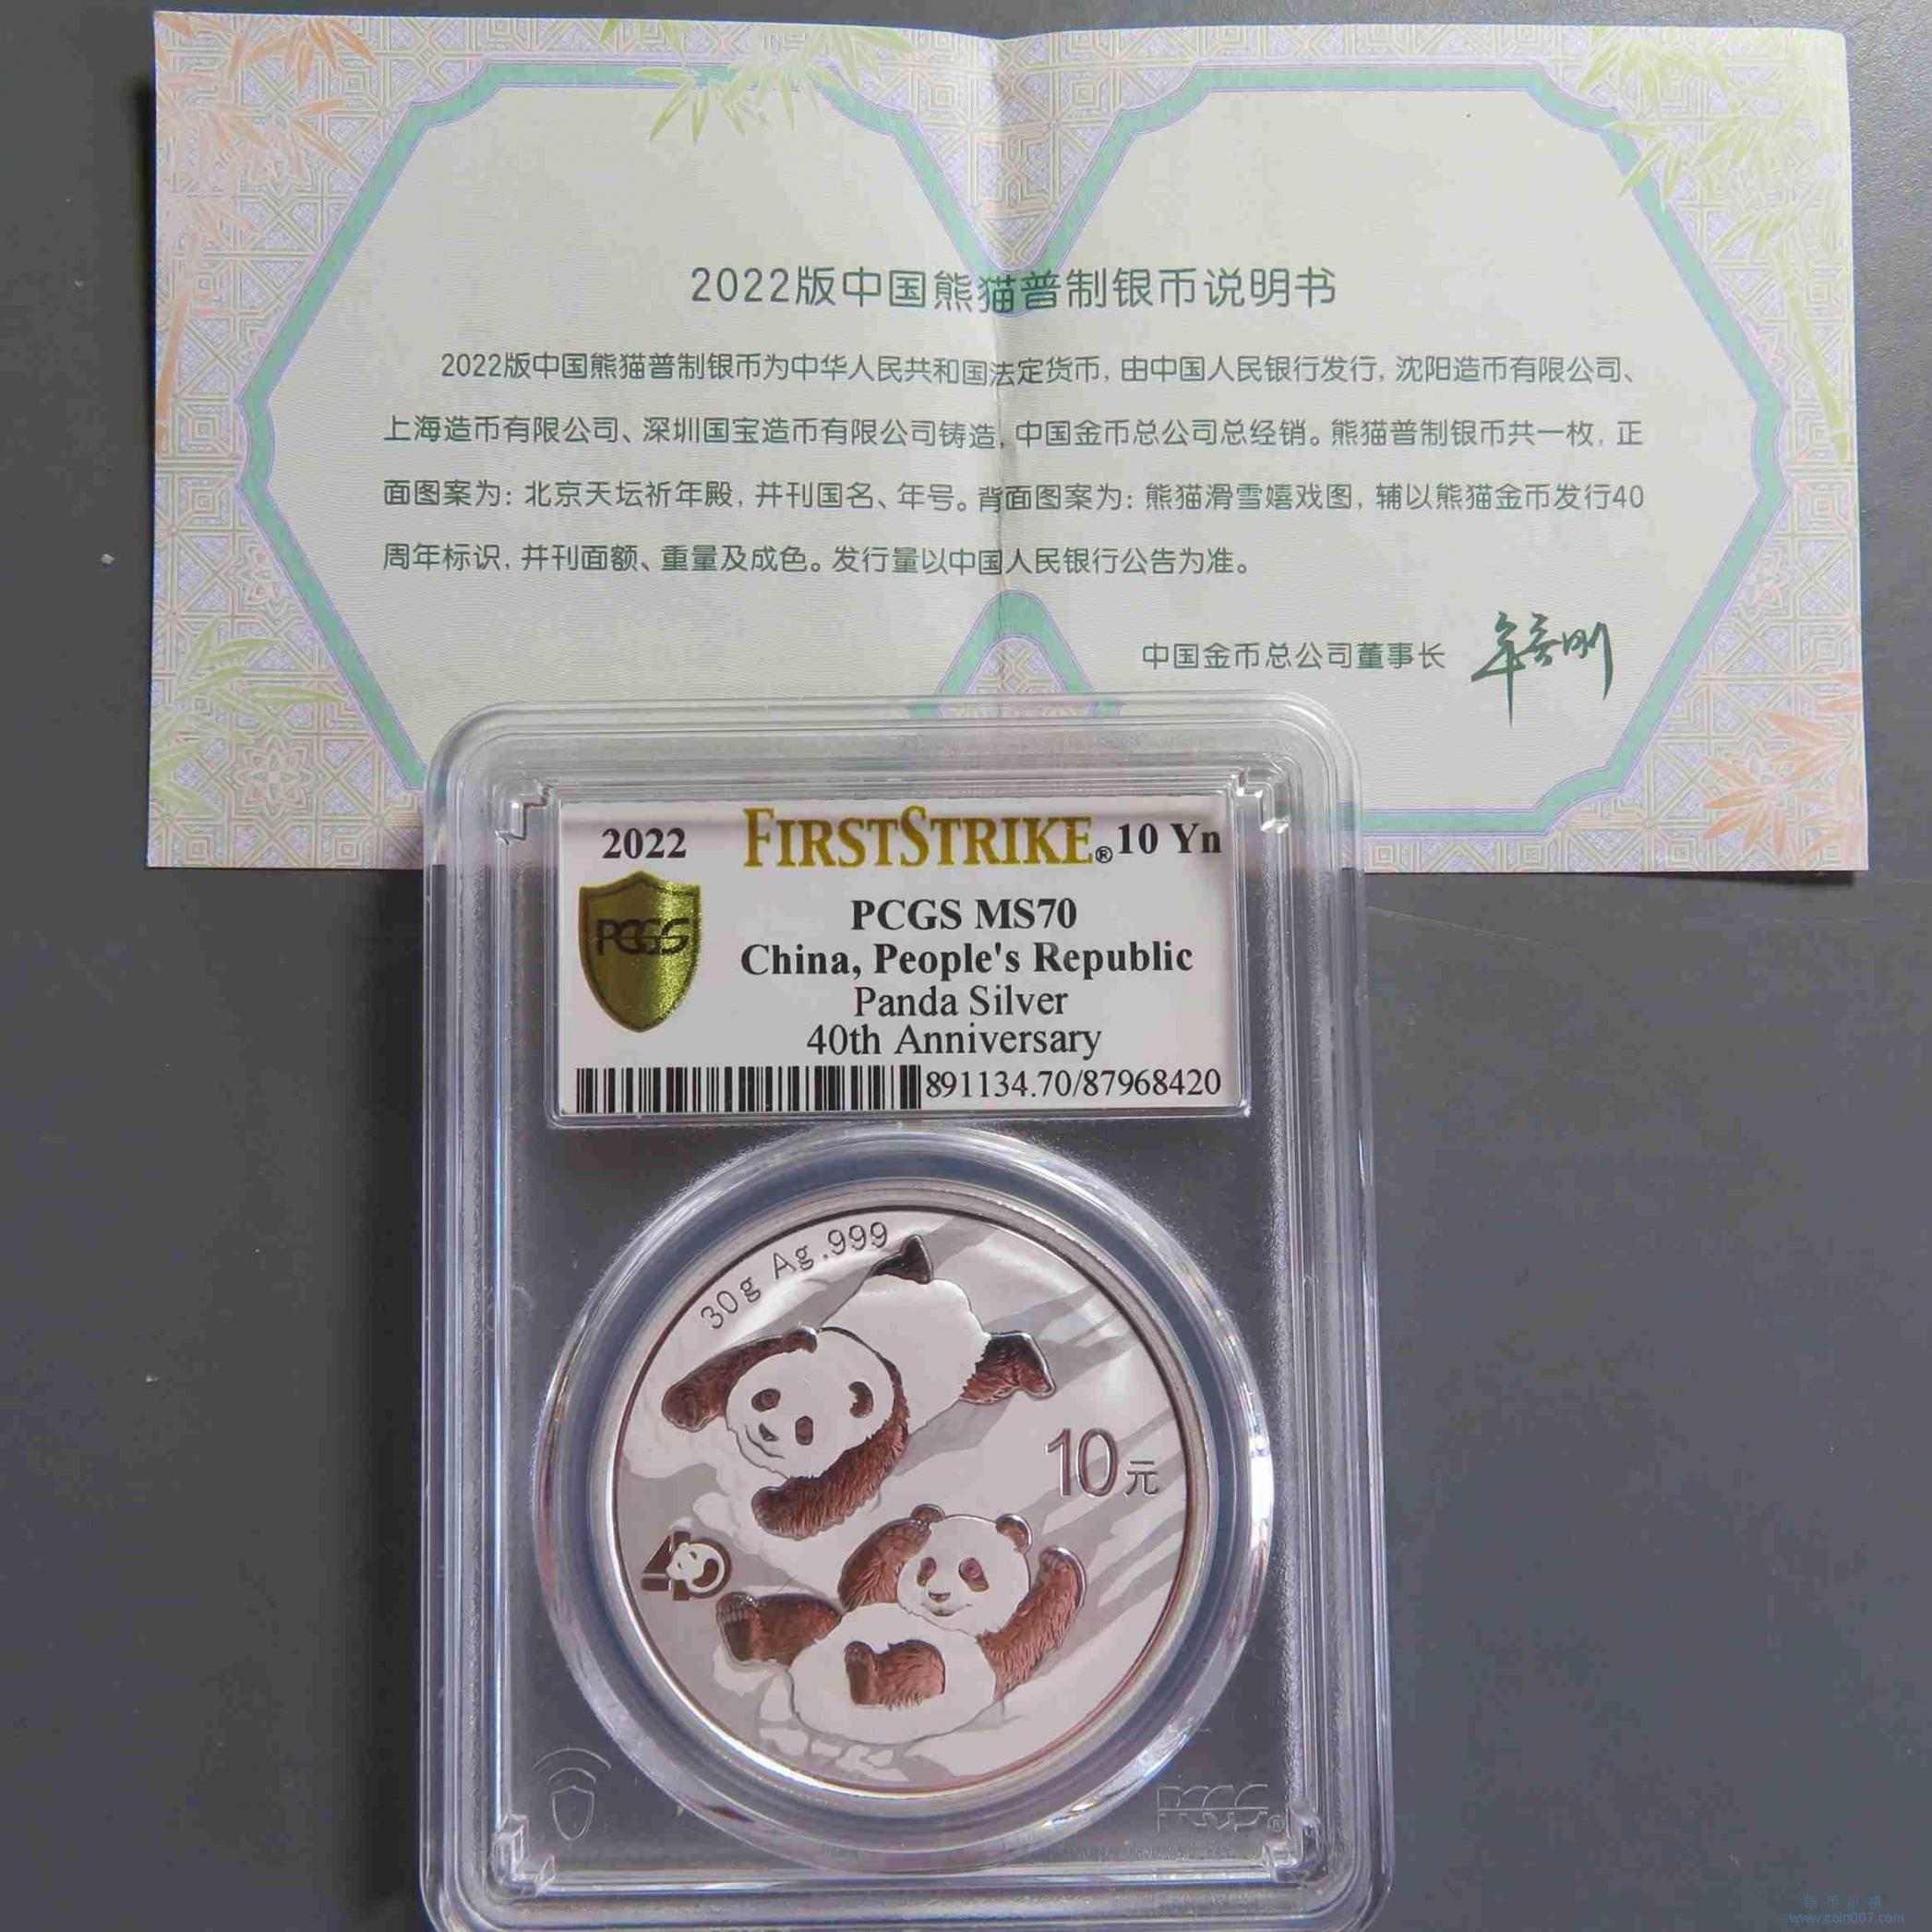 2022版中国熊猫普制银币说明书
2022版中国熊猫普制银币为中华人民共和国法定货币, 由中国人民银行发行, 沈阳造币有限公司、
上海造币有限公司、深圳国宝造币有限公司铸造, 中国金币总公司总经销。熊猫普制银币共一枚, 正
面图案为: 北京天坛祈年殿, 并刊国名、年号。背面图案为: 熊猫滑雪嬉戏图, 辅以熊猫金币发行40
周年标识, 并刊面额、重量及成色。发行量以中国人民银行公告为准。
中国金币总公司董事长
2022 FIRSTSTRIKE® 10 Yn
PCGS
PCGS MS70
China, People's Republic
Panda Silver
40th Anniversary
891134.70/87968420
30g Ag.999
10元
40
PCGS®
www.coin007.com